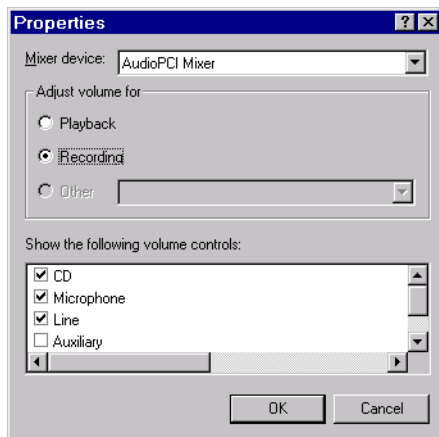 Properties
Mixer device: AudioPCI Mixer
Adjust volume for
Playback
Recording
Other
Show the following volume controls:
CD
Microphone
Line
Auxiliary
OK Cancel